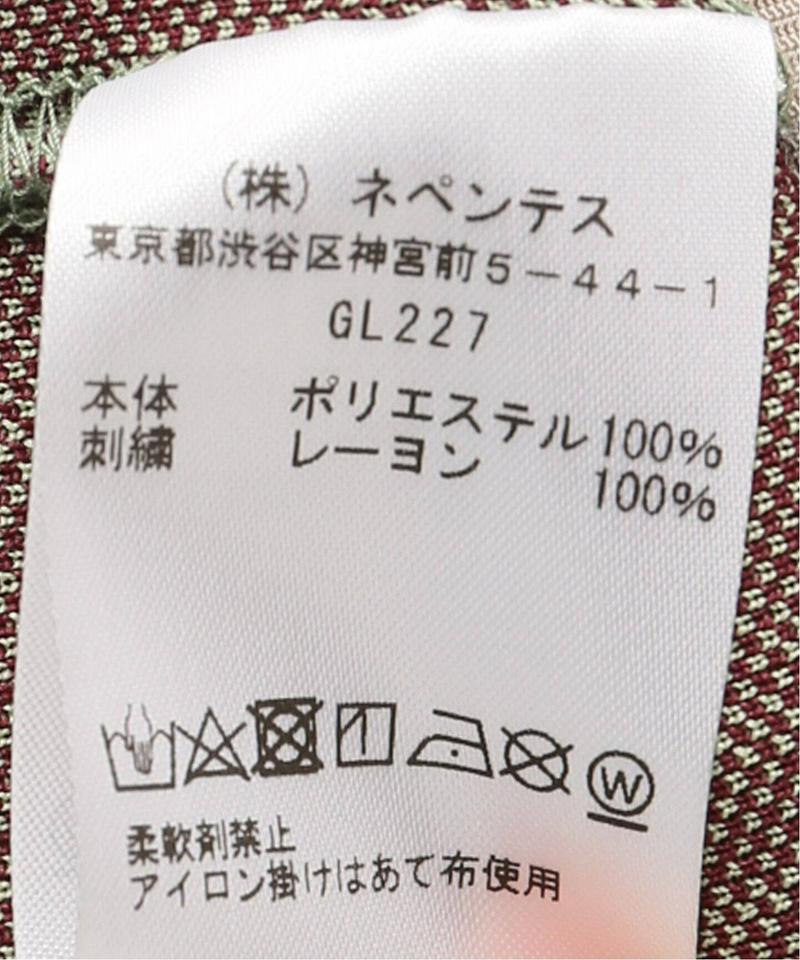 (株) ネペンテス
東京都渋谷区神宮前5-44-1
GL227
本体 ポリエステル100%
刺繍 レーヨン 100%
W
柔軟剤禁止
アイロン掛けはあて布使用